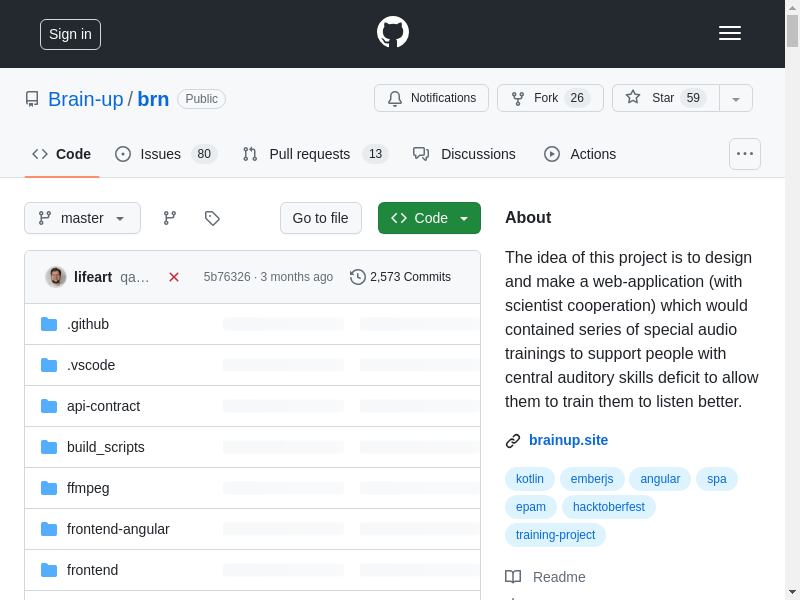 Sign in
Brain-up / brn Public
Notifications Fork 26 Star 59
Code Issues 80 Pull requests 13 Discussions Actions
master Go to file Code
lifeart qa… 5b76326 · 3 months ago 2,573 Commits
.github
.vscode
api-contract
build_scripts
ffmpeg
frontend-angular
frontend
About
The idea of this project is to design
and make a web-application (with
scientist cooperation) which would
contained series of special audio
trainings to support people with
central auditory skills deficit to allow
them to train them to listen better.
brainup.site
kotlin emberjs angular spa
epam hacktoberfest
training-project
Readme